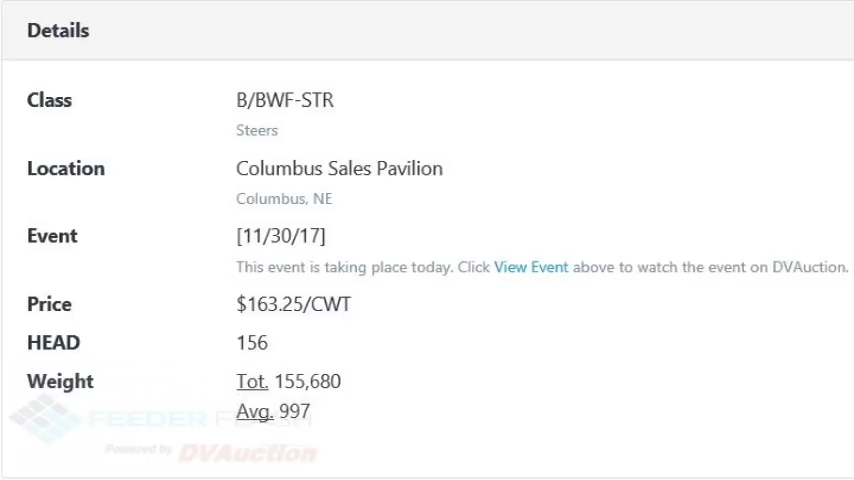 Details
Class B/BWF-STR
Steers
Location Columbus Sales Pavilion
Columbus, NE
Event [11/30/17]
This event is taking place today. Click View Event above to watch the event on DVAuction.
Price $163.25/CWT
HEAD 156
Weight Tot. 155,680
Avg. 997
FEEDER FLASH
Powered by DVAuction